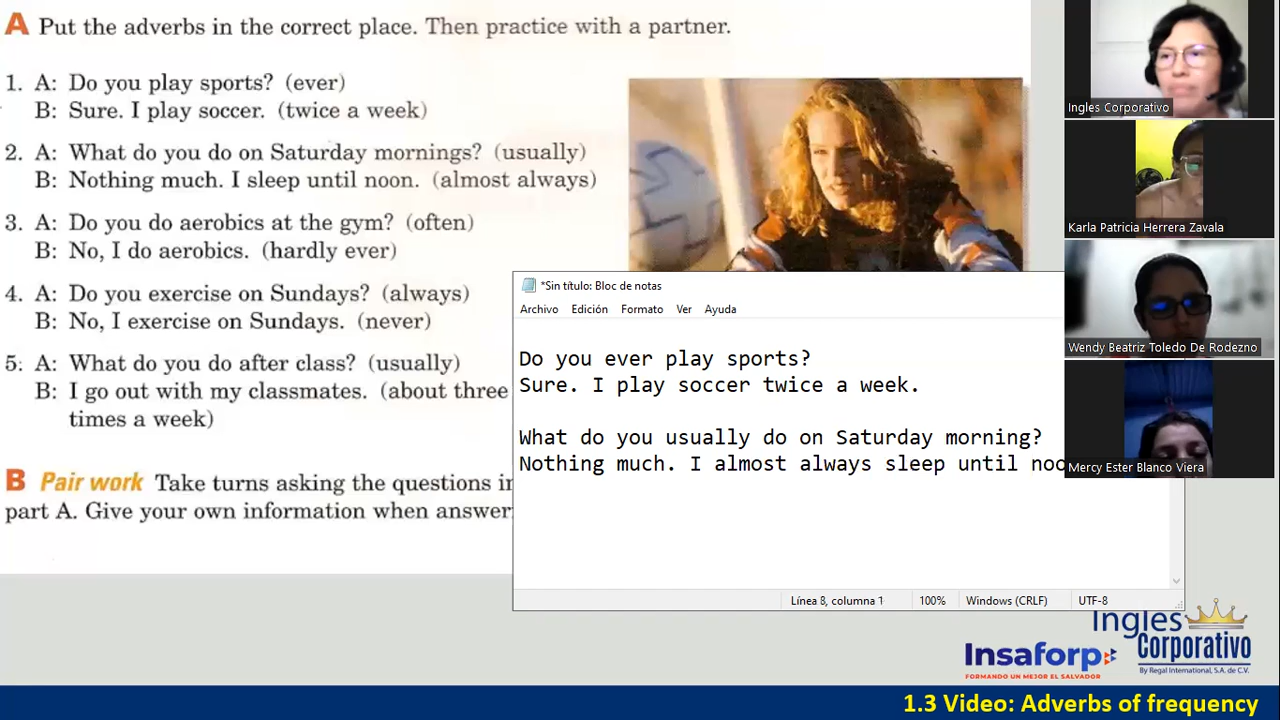 A Put the adverbs in the correct place. Then practice with a partner.
1. A: Do you play sports? (ever)
B: Sure. I play soccer. (twice a week)
2. A: What do you do on Saturday mornings? (usually)
B: Nothing much. I sleep until noon. (almost always)
3. A: Do you do aerobics at the gym? (often)
B: No, I do aerobics. (hardly ever)
4. A: Do you exercise on Sundays? (always)
B: No, I exercise on Sundays. (never)
5: A: What do you do after class? (usually)
B: I go out with my classmates. (about three
times a week)
B Pair work Take turns asking the questions in
part A. Give your own information when answer
*Sin título: Bloc de notas
Archivo Edición Formato Ver Ayuda
Do you ever play sports?
Sure. I play soccer twice a week.
What do you usually do on Saturday morning?
Nothing much. I almost always sleep until noo
Línea 8, columna 1 100% Windows (CRLF) UTF-8
Ingles Corporativo
Karla Patricia Herrera Zavala
Wendy Beatriz Toledo De Rodezno
Mercy Ester Blanco Viera
Insaforp
FORMANDO UN MEJOR EL SALVADOR
Ingles
Corporativo
By Regal International, S.A. de C.V.
1.3 Video: Adverbs of frequency